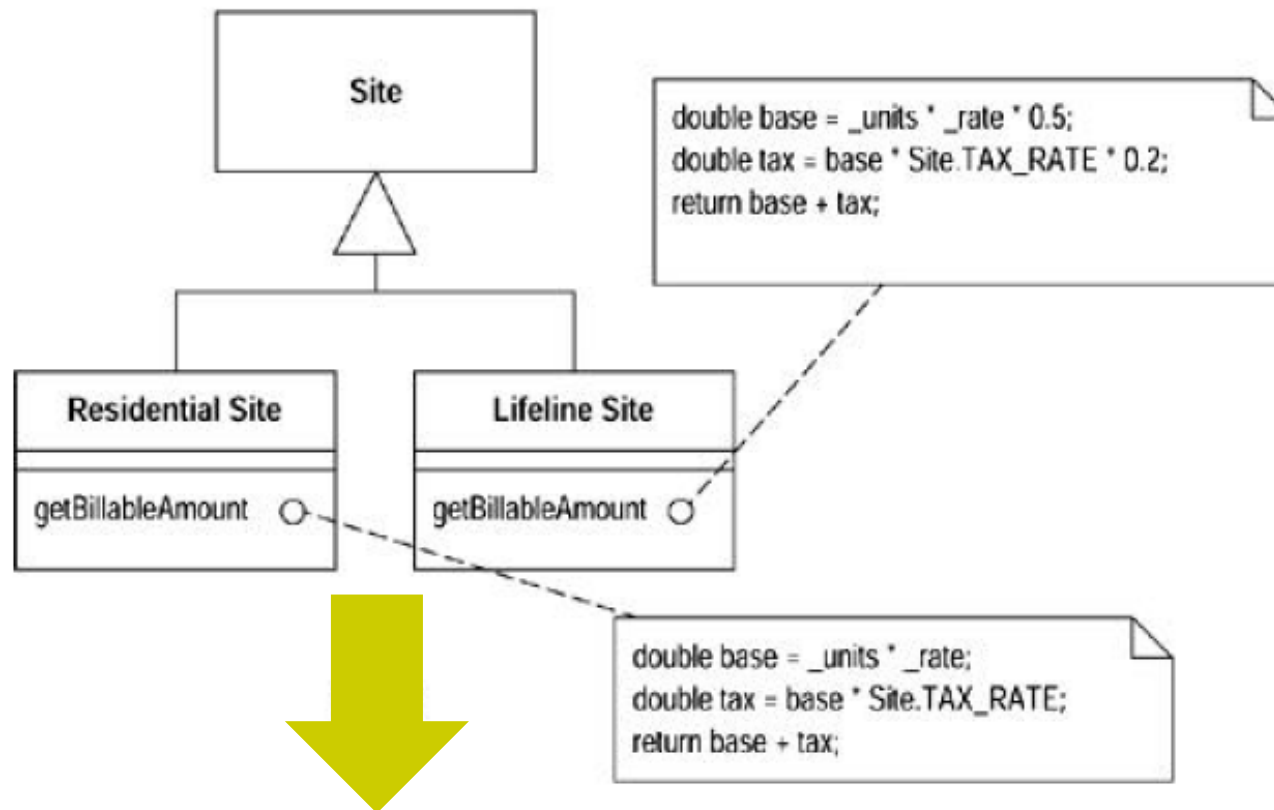 Site
double base = _units * _rate * 0.5;
double tax = base * Site.TAX_RATE * 0.2;
return base + tax;
Residential Site
getBillableAmount
Lifeline Site
getBillableAmount
double base = _units * _rate;
double tax = base * Site.TAX_RATE;
return base + tax;